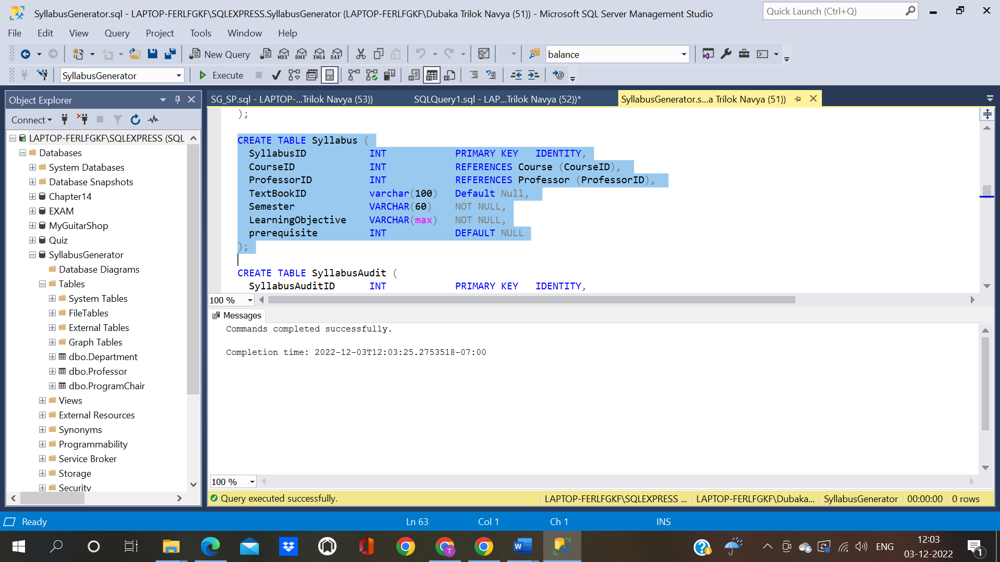 SyllabusGenerator.sql - LAPTOP-FERLFGKF\SQLEXPRESS.SyllabusGenerator (LAPTOP-FERLFGKF\Dubaka Trilok Navya (51)) - Microsoft SQL Server Management Studio
Quick Launch (Ctrl+Q)
File Edit View Query Project Tools Window Help
New Query MDX DMX XMLA DAX balance
SyllabusGenerator Execute
Object Explorer
SG_SP.sql - LAPTOP-...Trilok Navya (53)) SQLQuery1.sql - LAP...Trilok Navya (52))* SyllabusGenerator.s...a Trilok Navya (51))
Connect
LAPTOP-FERLFGKF\SQLEXPRESS (SQL
Databases
System Databases
Database Snapshots
Chapter14
EXAM
MyGuitarShop
Quiz
SyllabusGenerator
Database Diagrams
Tables
System Tables
FileTables
External Tables
Graph Tables
dbo.Department
dbo.Professor
dbo.ProgramChair
Views
External Resources
Synonyms
Programmability
Service Broker
Storage
Security
);
CREATE TABLE Syllabus (
SyllabusID INT PRIMARY KEY IDENTITY,
CourseID INT REFERENCES Course (CourseID),
ProfessorID INT REFERENCES Professor (ProfessorID),
TextBookID varchar(100) Default Null,
Semester VARCHAR(60) NOT NULL,
LearningObjective VARCHAR(max) NOT NULL,
prerequisite INT DEFAULT NULL
);
CREATE TABLE SyllabusAudit (
SyllabusAuditID INT PRIMARY KEY IDENTITY,
100 %
Messages
Commands completed successfully.
Completion time: 2022-12-03T12:03:25.2753518-07:00
100 %
Query executed successfully. LAPTOP-FERLFGKF\SQLEXPRESS ... LAPTOP-FERLFGKF\Dubaka... SyllabusGenerator 00:00:00 0 rows
Ready Ln 63 Col 1 Ch 1 INS
ENG 12:03
03-12-2022
1